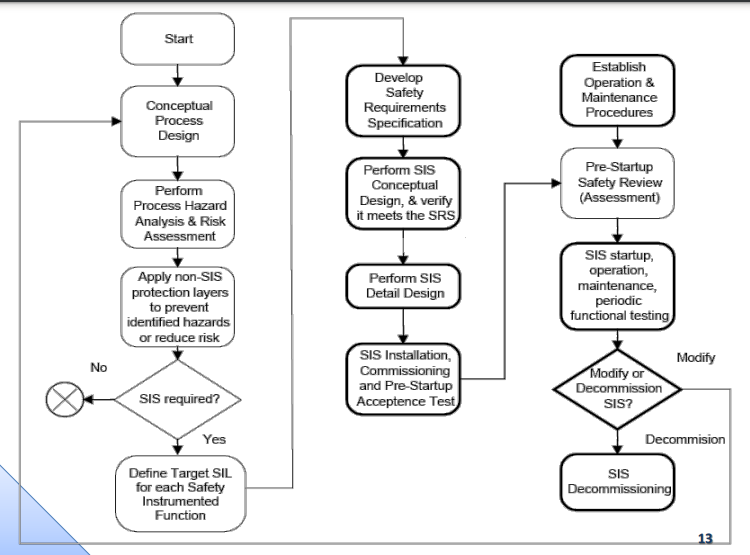 Start
Conceptual
Process
Design
Perform
Process Hazard
Analysis & Risk
Assessment
Apply non-SIS
protection layers
to prevent
identified hazards
or reduce risk
No
SIS required?
Yes
Define Target SIL
for each Safety
Instrumented
Function
Develop
Safety
Requirements
Specification
Perform SIS
Conceptual
Design, & verify
it meets the SRS
Perform SIS
Detail Design
SIS Installation,
Commissioning
and Pre-Startup
Acceptence Test
Establish
Operation &
Maintenance
Procedures
Pre-Startup
Safety Review
(Assessment)
SIS startup,
operation,
maintenance,
periodic
functional testing
Modify
Modify or
Decommission
SIS?
Decommision
SIS
Decommissioning
13